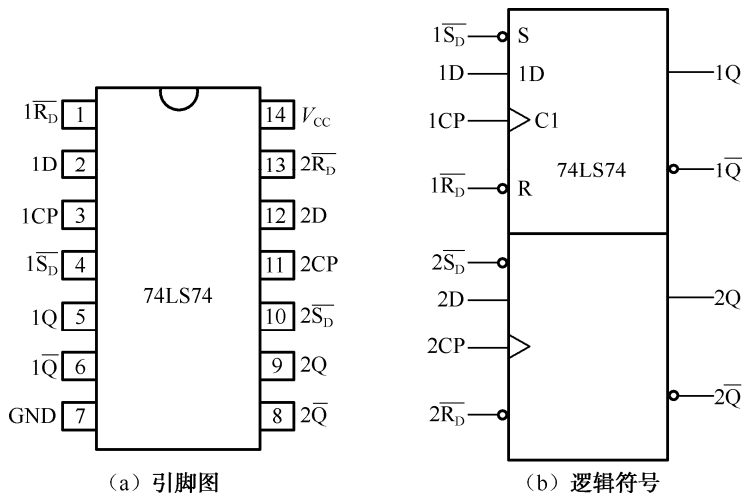 1R̅D̅ 1 14 VCC
1D 2 13 2R̅D̅
1CP 3 12 2D
1S̅D̅ 4 11 2CP
74LS74
1Q 5 10 2S̅D̅
1Q̅ 6 9 2Q
GND 7 8 2Q̅
（a）引脚图
1S̅D̅ S
1D 1D 1Q
1CP C1
74LS74 1Q̅
1R̅D̅ R
2S̅D̅
2D 2Q
2CP
2Q̅
2R̅D̅
（b）逻辑符号